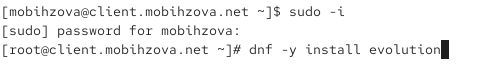 [mobihzova@client.mobihzova.net ~]$ sudo -i
[sudo] password for mobihzova:
[root@client.mobihzova.net ~]# dnf -y install evolution